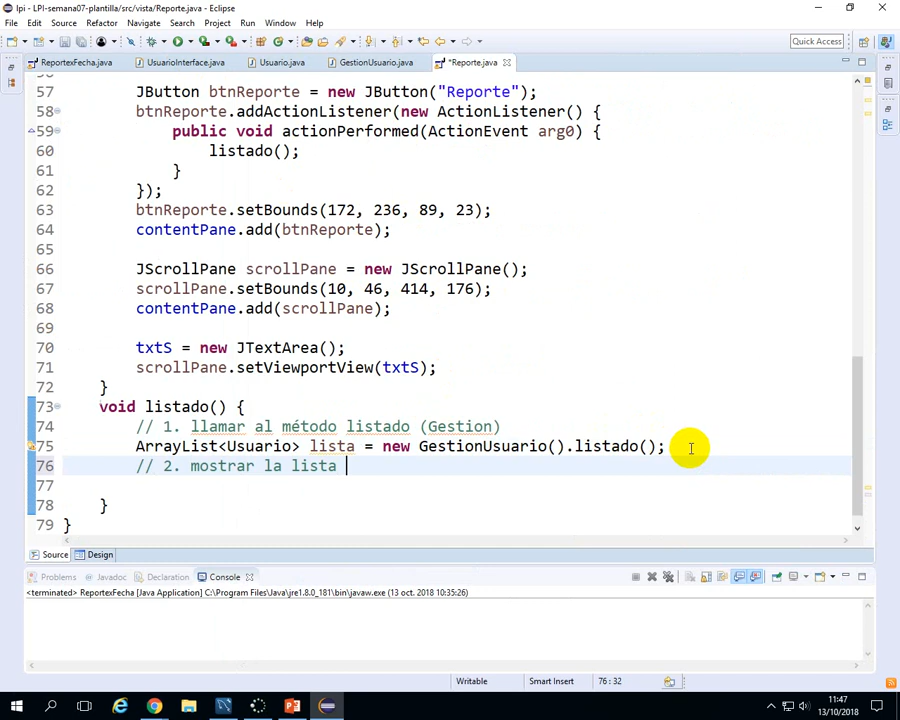 lpi - LPI-semana07-plantilla/src/vista/Reporte.java - Eclipse
File Edit Source Refactor Navigate Search Project Run Window Help
Quick Access
ReportexFecha.java UsuarioInterface.java Usuario.java GestionUsuario.java *Reporte.java
57 JButton btnReporte = new JButton("Reporte");
58 btnReporte.addActionListener(new ActionListener() {
59 public void actionPerformed(ActionEvent arg0) {
60 listado();
61 }
62 });
63 btnReporte.setBounds(172, 236, 89, 23);
64 contentPane.add(btnReporte);
65
66 JScrollPane scrollPane = new JScrollPane();
67 scrollPane.setBounds(10, 46, 414, 176);
68 contentPane.add(scrollPane);
69
70 txtS = new JTextArea();
71 scrollPane.setViewportView(txtS);
72 }
73 void listado() {
74 // 1. llamar al método listado (Gestion)
75 ArrayList<Usuario> lista = new GestionUsuario().listado();
76 // 2. mostrar la lista
77
78 }
79 }
Source Design
Problems Javadoc Declaration Console
<terminated> ReportexFecha [Java Application] C:\Program Files\Java\jre1.8.0_181\bin\javaw.exe (13 oct. 2018 10:35:26)
Writable Smart Insert 76 : 32
11:47
13/10/2018